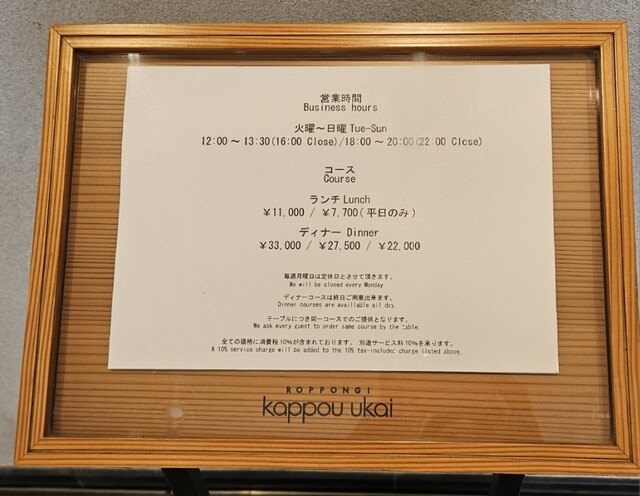 営業時間
Business hours
火曜～日曜 Tue-Sun
12:00 ～ 13:30(16:00 Close)/18:00 ～ 20:00(22:00 Close)
コース
Course
ランチ Lunch
￥11,000 / ￥7,700(平日のみ)
ディナー Dinner
￥33,000 / ￥27,500 / ￥22,000
毎週月曜日は定休日とさせて頂きます。
We will be closed every Monday
ディナーコースは終日ご用意出来ます。
Dinner courses are available all day.
テーブルにつき同一コースでのご提供となります。
We ask every guest to order same course by the table.
全ての価格に消費税10％が含まれております。 別途サービス料10％を承ります。
A 10% service charge will be added to the 10% tax-included charge listed above.
ROPPONGI
kappou ukai